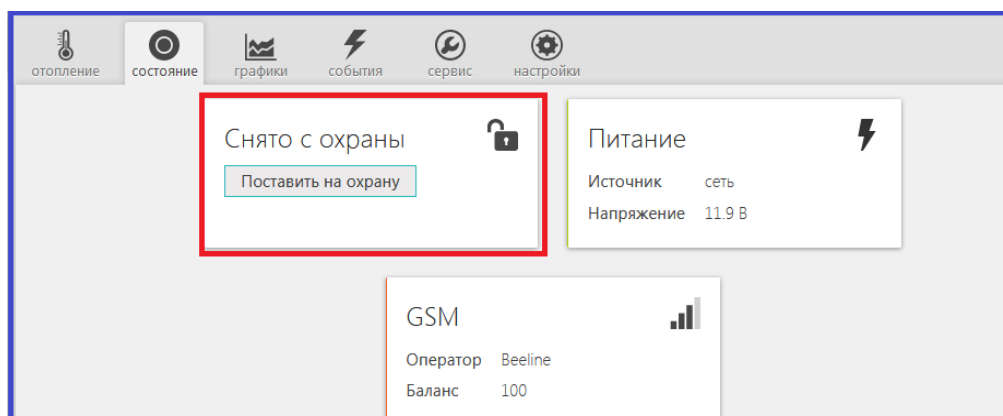 отопление состояние графики события сервис настройки
Снято с охраны
Поставить на охрану
Питание
Источник сеть
Напряжение 11.9 В
GSM
Оператор Beeline
Баланс 100